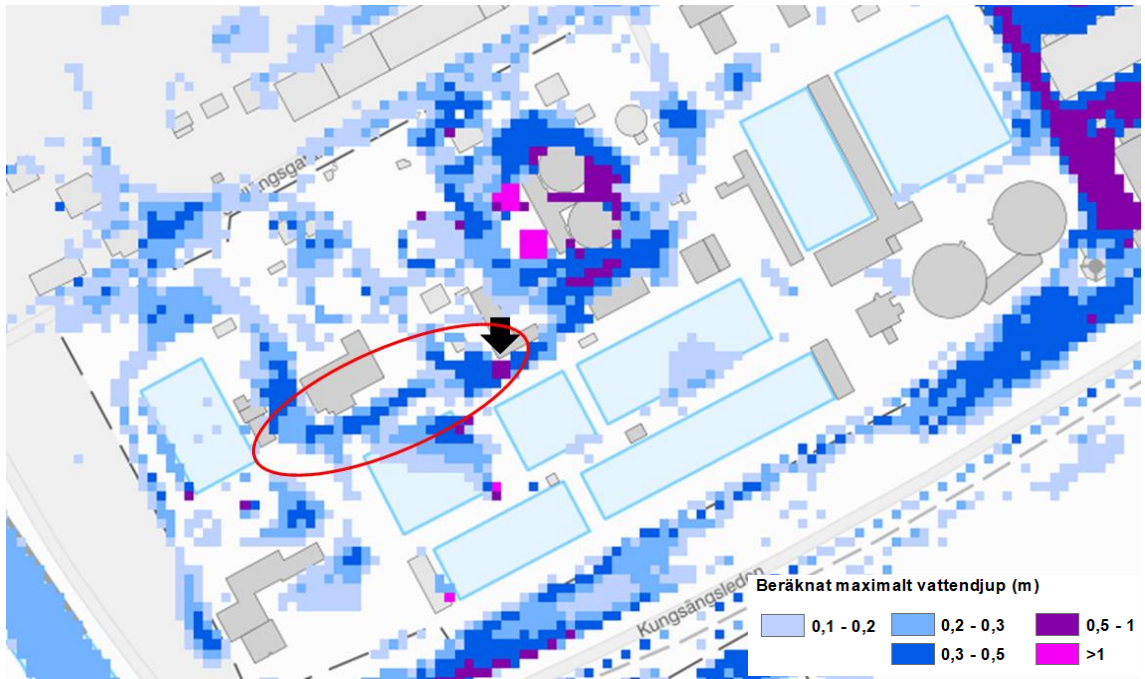 Kungsängsleden
Beräknat maximalt vattendjup (m)
0,1 - 0,2
0,2 - 0,3
0,5 - 1
0,3 - 0,5
>1